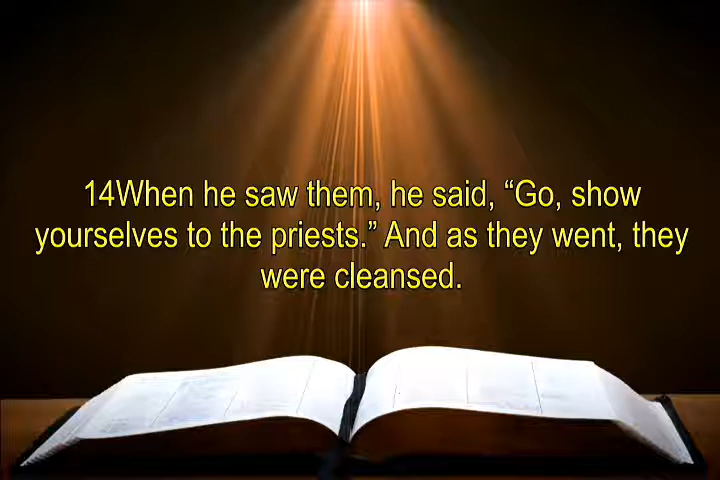 14When he saw them, he said, “Go, show
yourselves to the priests.” And as they went, they
were cleansed.